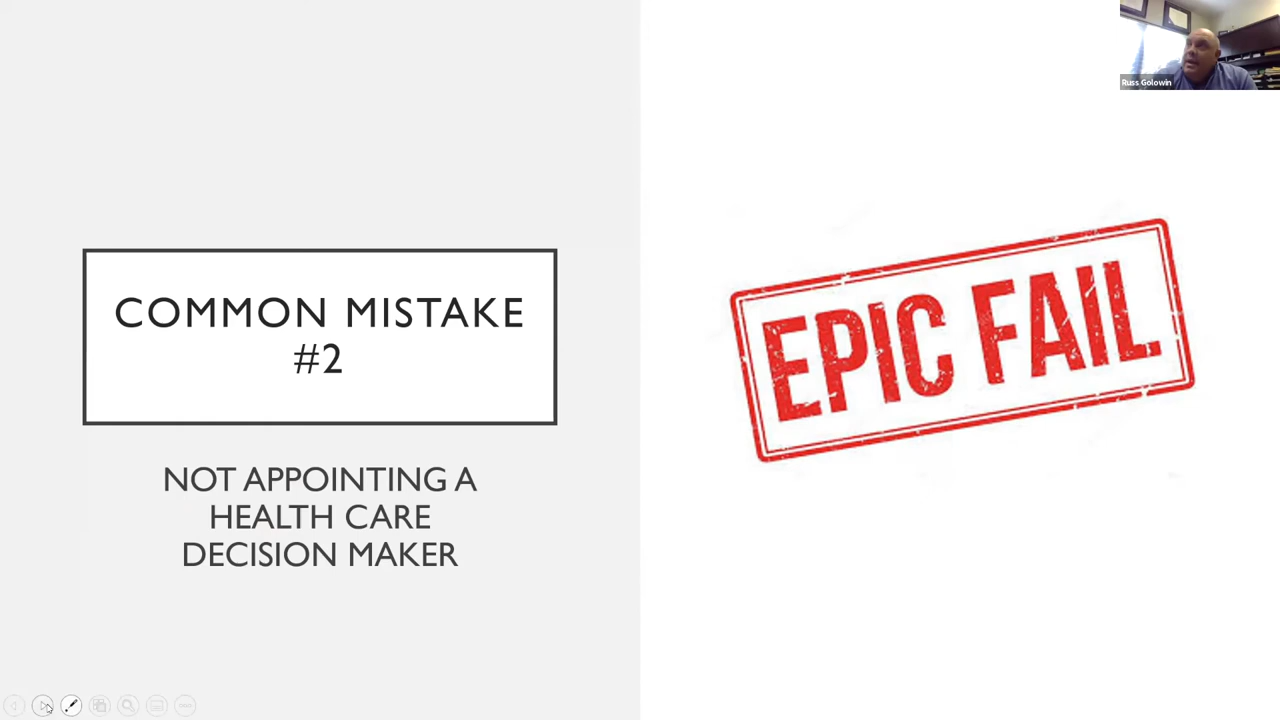 COMMON MISTAKE
#2
NOT APPOINTING A
HEALTH CARE
DECISION MAKER
EPIC FAIL
Russ Golowin